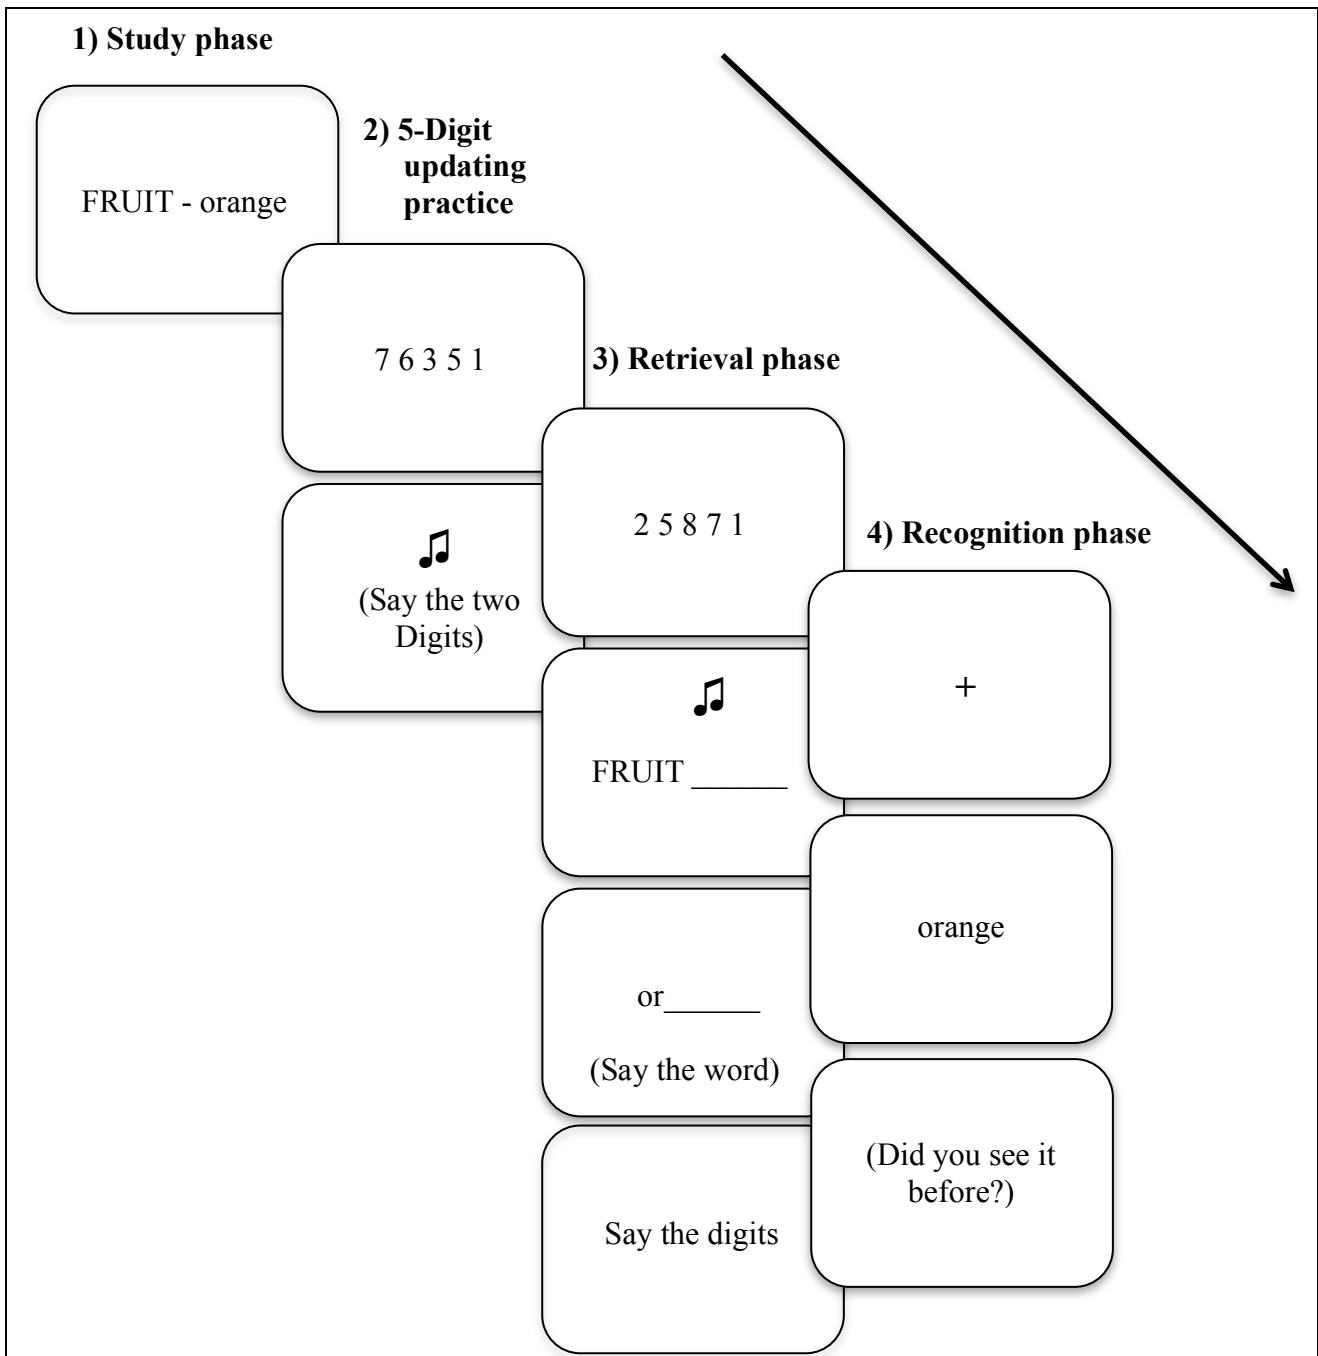 1) Study phase
FRUIT - orange
2) 5-Digit
updating
practice
7 6 3 5 1
(Say the two
Digits)
3) Retrieval phase
2 5 8 7 1
FRUIT ______
or______
(Say the word)
Say the digits
4) Recognition phase
+
orange
(Did you see it
before?)